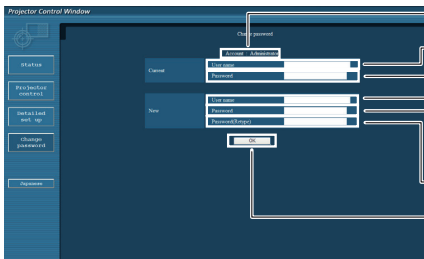 Projector Control Window
Change password
Account : Administrator
Status
Projector control
Detailed set up
Change password
Japanese
Current
User name
Password
New
User name
Password
Password(Retype)
OK